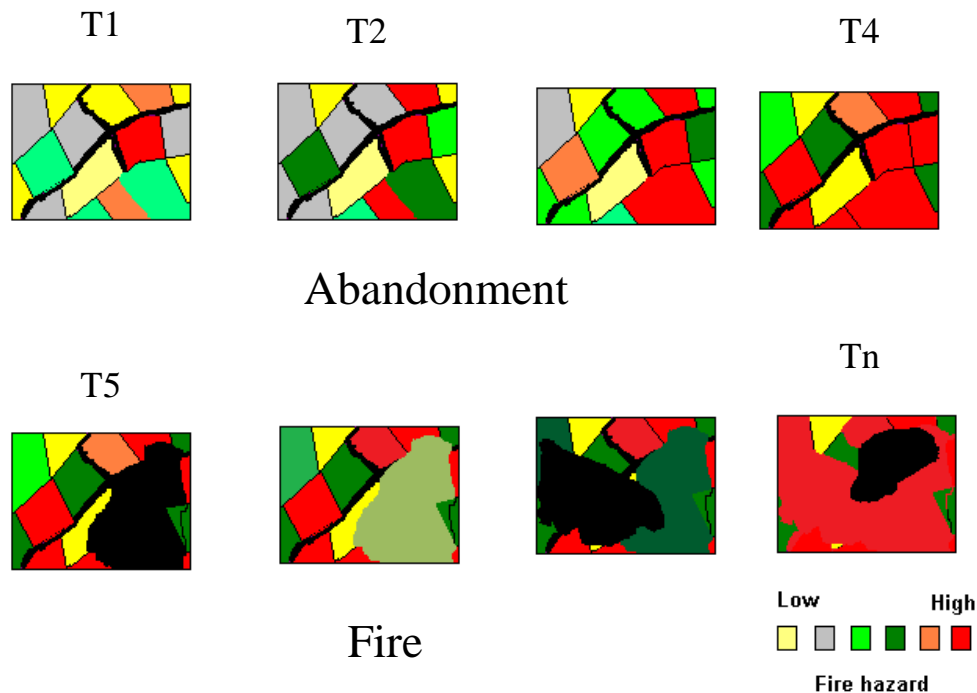 T1
T2
T4
Abandonment
T5
Tn
Low
High
Fire
Fire hazard